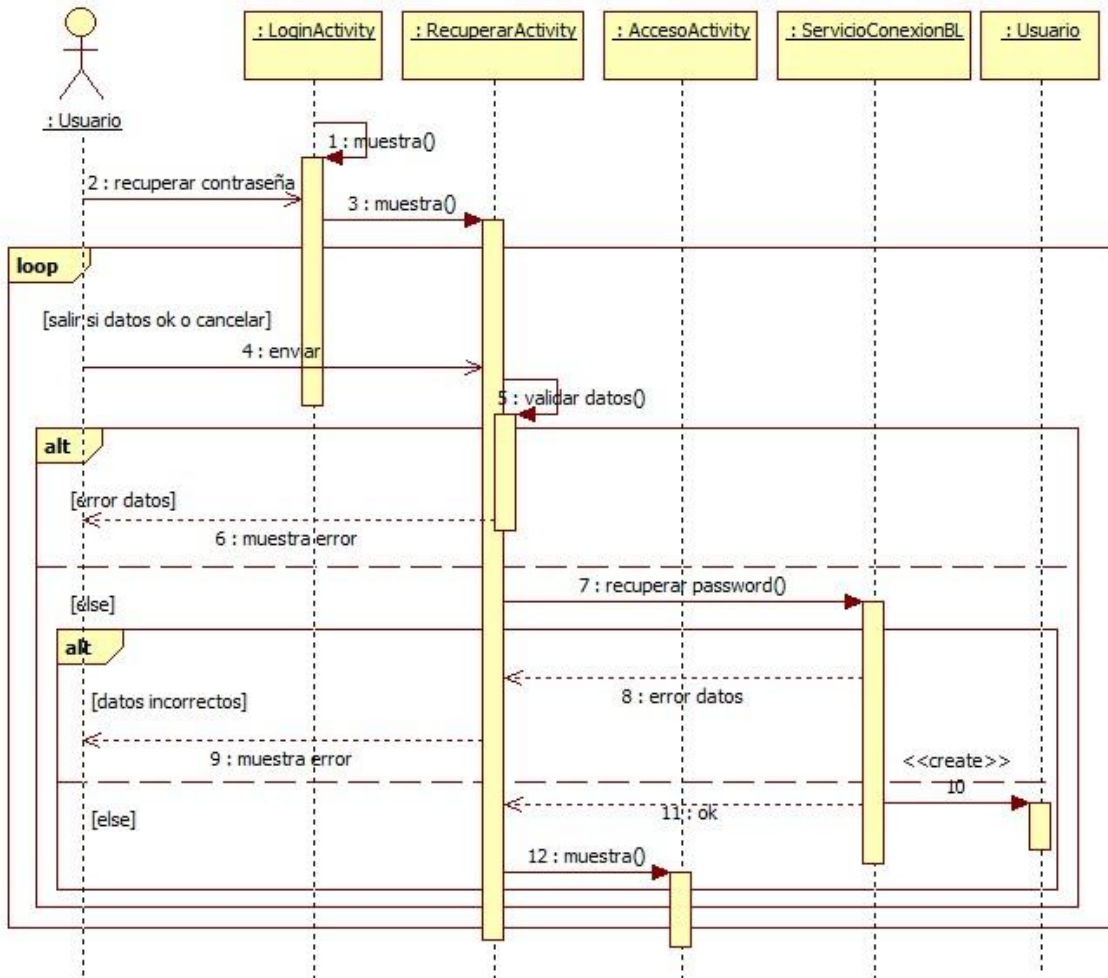 : LoginActivity
: RecuperarActivity
: AccesoActivity
: ServicioConexionBL
: Usuario
: Usuario
1 : muestra()
2 : recuperar contraseña
3 : muestra()
loop
[salir si datos ok o cancelar]
4 : enviar
5 : validar datos()
alt
[error datos]
6 : muestra error
7 : recuperar password()
[else]
alt
8 : error datos
[datos incorrectos]
9 : muestra error
<<create>>
10
11 : ok
[else]
12 : muestra()